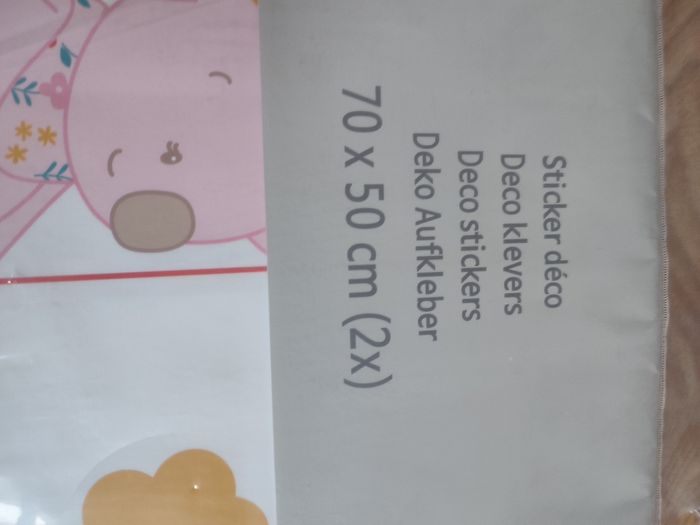 Sticker déco
Deco klevers
Deco stickers
Deko Aufkleber
70 x 50 cm (2x)